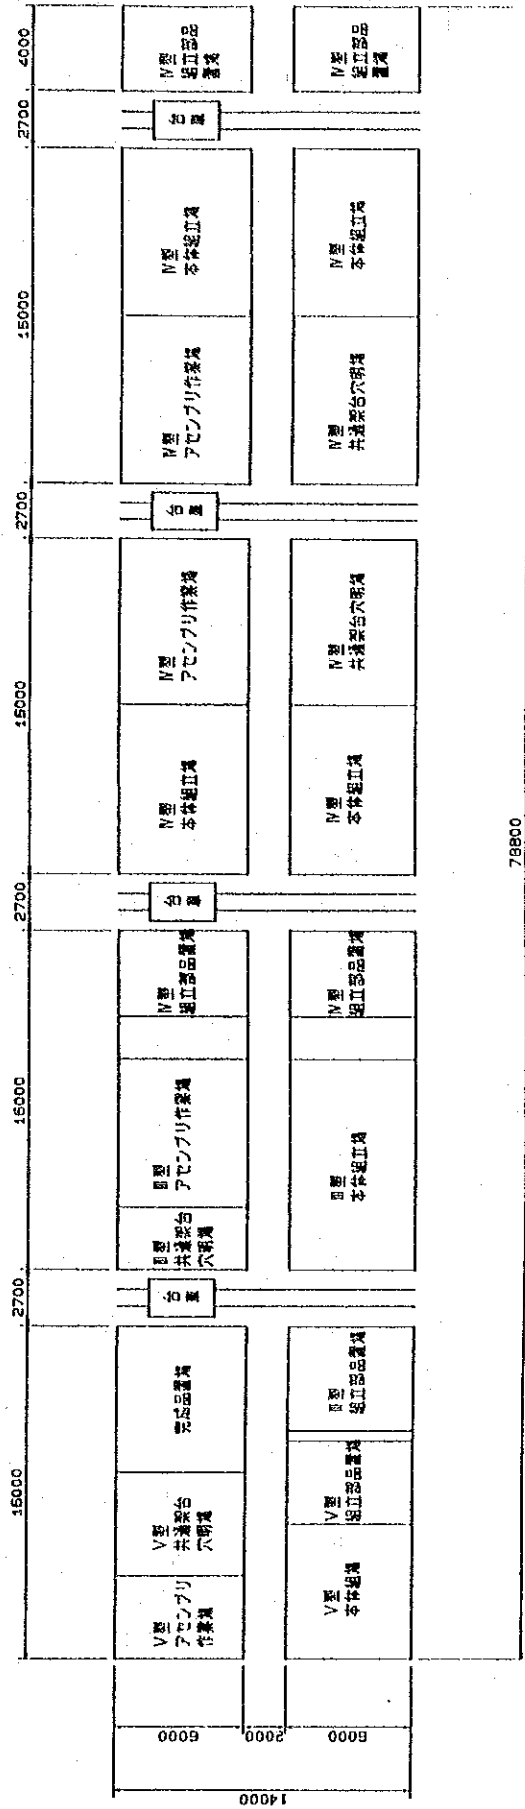 16000
2700
16000
2700
16000
2700
16000
2700
4000
V型
アセンブリ
作業場
V型
共通架台
穴明場
完成品置場
台車
Ⅲ型
共通架台
穴明場
Ⅲ型
アセンブリ作業場
Ⅳ型
組立部品置場
台車
Ⅳ型
本体組立場
Ⅳ型
アセンブリ作業場
台車
Ⅳ型
アセンブリ作業場
Ⅳ型
本体組立場
台車
Ⅳ型
組立部品
置場
V型
本体組場
V型
組立部品置場
Ⅲ型
組立部品置場
Ⅲ型
本体組立場
Ⅳ型
組立部品置場
Ⅳ型
本体組立場
Ⅳ型
共通架台穴明場
Ⅳ型
共通架台穴明場
Ⅳ型
本体組立場
Ⅳ型
組立部品
置場
6000
2000
6000
14000
78800